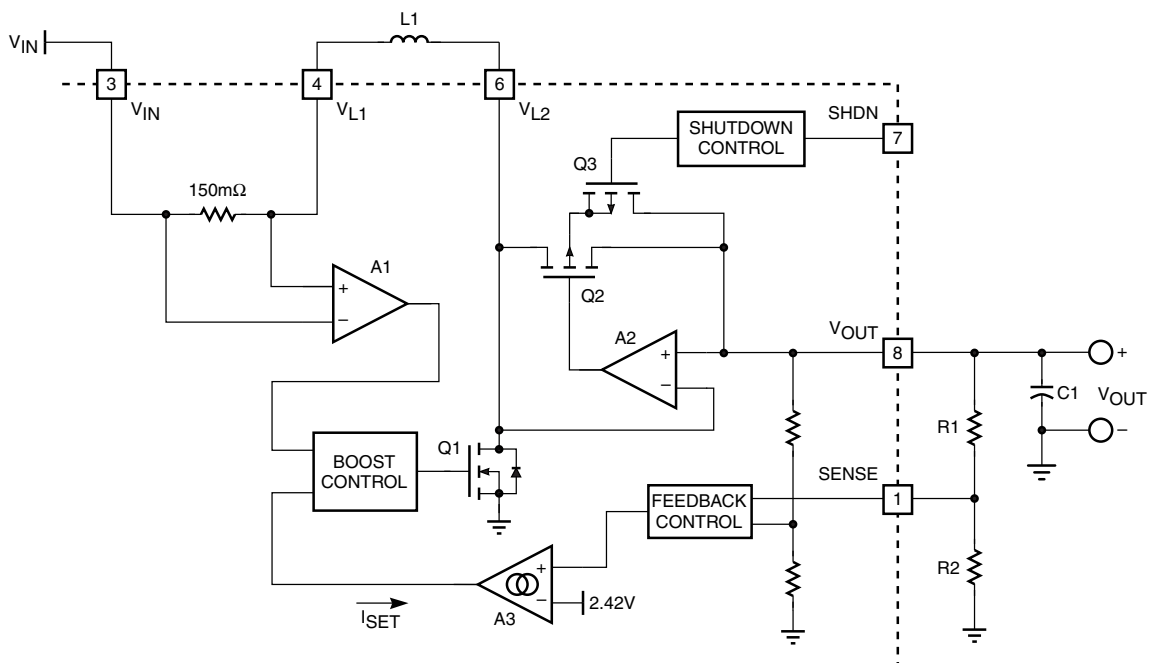 L1
VIN
3
4
6
VIN
VL1
VL2
SHDN
SHUTDOWN
CONTROL
7
Q3
150mΩ
A1
+
−
Q2
A2
+
−
VOUT
8
+
C1
VOUT
−
R1
Q1
BOOST
CONTROL
SENSE
FEEDBACK
CONTROL
1
R2
+
−
2.42V
A3
ISET